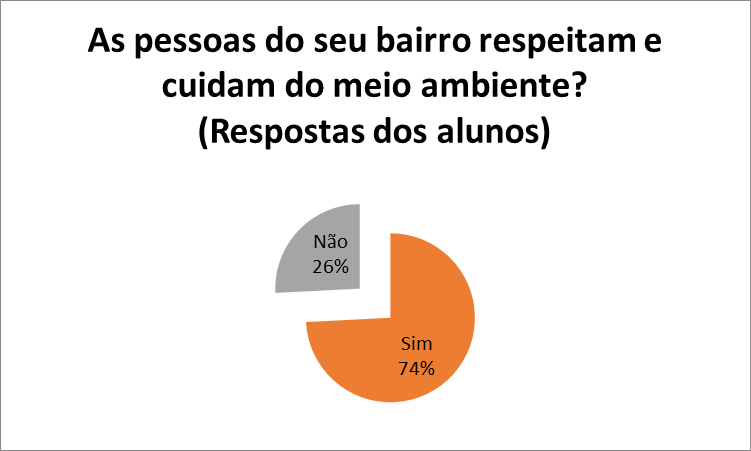 As pessoas do seu bairro respeitam e
cuidam do meio ambiente?
(Respostas dos alunos)
Não
26%
Sim
74%